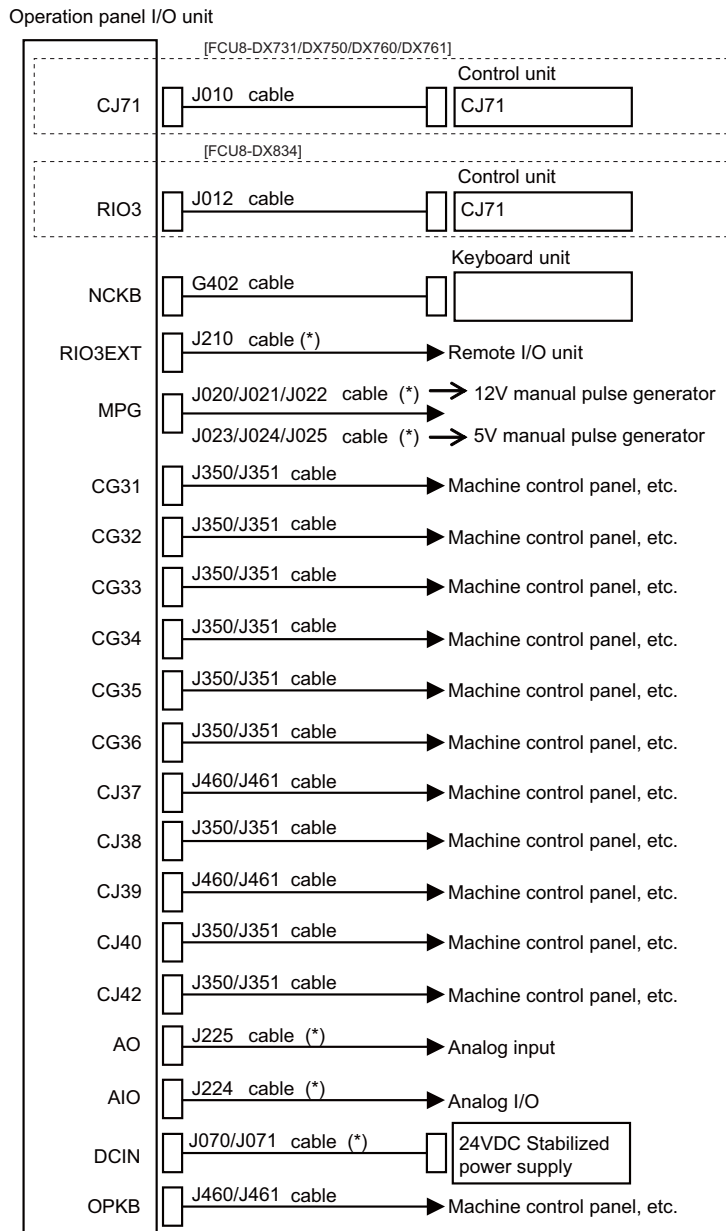 Operation panel I/O unit
[FCU8-DX731/DX750/DX760/DX761]
Control unit
CJ71 J010 cable CJ71
[FCU8-DX834]
Control unit
RIO3 J012 cable CJ71
Keyboard unit
NCKB G402 cable
RIO3EXT J210 cable (*) Remote I/O unit
J020/J021/J022 cable (*) 12V manual pulse generator
MPG
J023/J024/J025 cable (*) 5V manual pulse generator
CG31 J350/J351 cable Machine control panel, etc.
CG32 J350/J351 cable Machine control panel, etc.
CG33 J350/J351 cable Machine control panel, etc.
CG34 J350/J351 cable Machine control panel, etc.
CG35 J350/J351 cable Machine control panel, etc.
CG36 J350/J351 cable Machine control panel, etc.
CJ37 J460/J461 cable Machine control panel, etc.
CJ38 J350/J351 cable Machine control panel, etc.
CJ39 J460/J461 cable Machine control panel, etc.
CJ40 J350/J351 cable Machine control panel, etc.
CJ42 J350/J351 cable Machine control panel, etc.
AO J225 cable (*) Analog input
AIO J224 cable (*) Analog I/O
DCIN J070/J071 cable (*) 24VDC Stabilized
power supply
OPKB J460/J461 cable Machine control panel, etc.